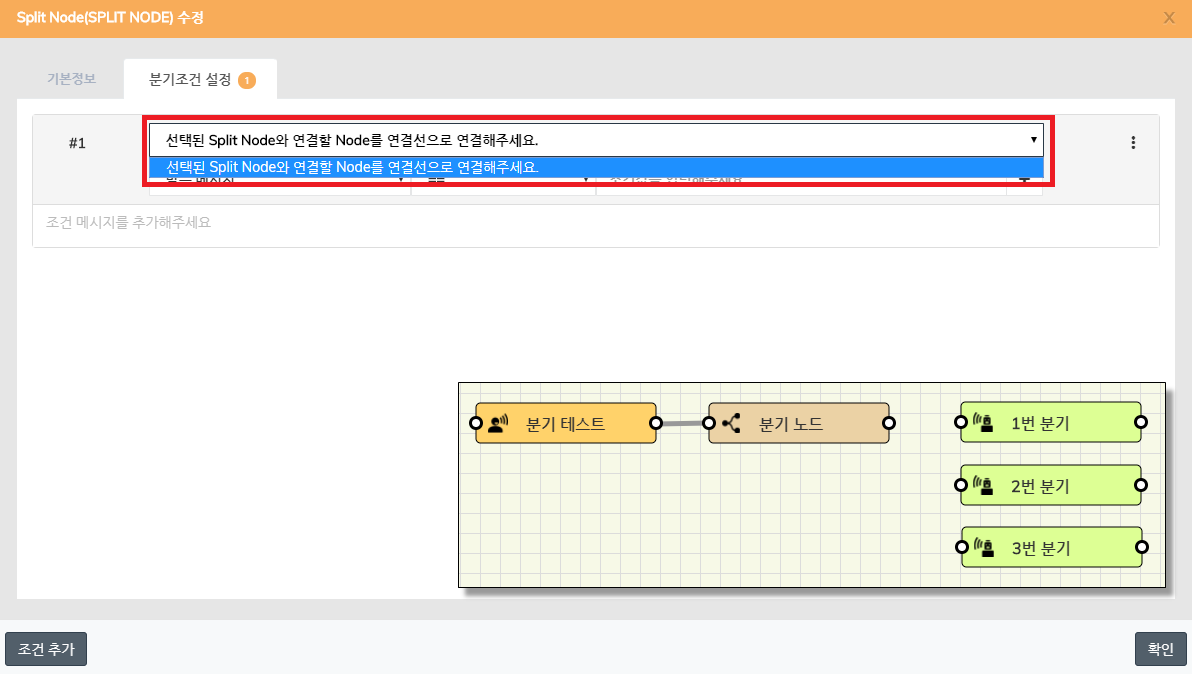 Split Node(SPLIT NODE) 수정
X
기본정보
분기조건 설정 1
#1
선택된 Split Node와 연결할 Node를 연결선으로 연결해주세요.
선택된 Split Node와 연결할 Node를 연결선으로 연결해주세요.
조건 메시지를 추가해주세요
분기 테스트
분기 노드
1번 분기
2번 분기
3번 분기
조건 추가
확인